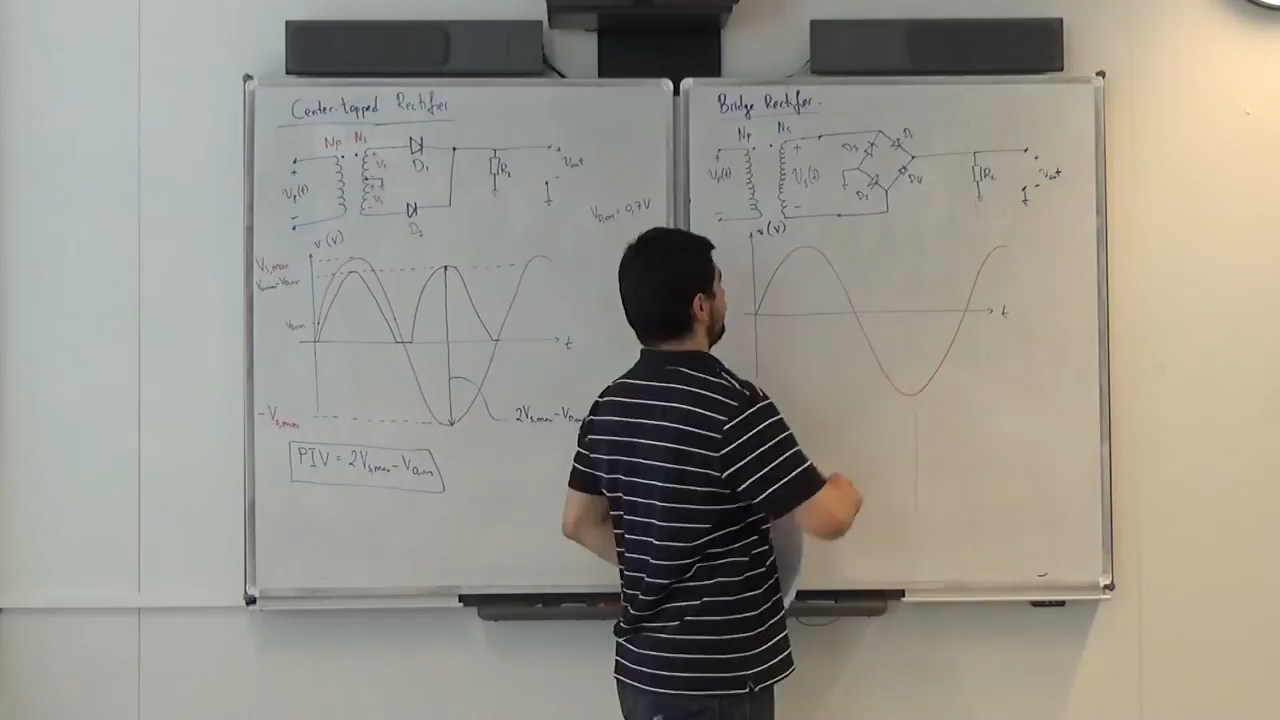 Center-tapped Rectifier
Np Ns
+ + D1 + Vout
Vp(t) Vs RL
Vs
- - D2 -
VD,on = 0,7V
v(V)
Vs,max
Vs,max-VD,on
VD,on
t
-Vs,max
2Vs,max-VD,on
PIV = 2Vs,max-VD,on
Bridge Rectifier.
Np Ns
+ D3 D1 +
Vp(t) Vs(t) RL Vout
- D2 D4 -
v(V)
t